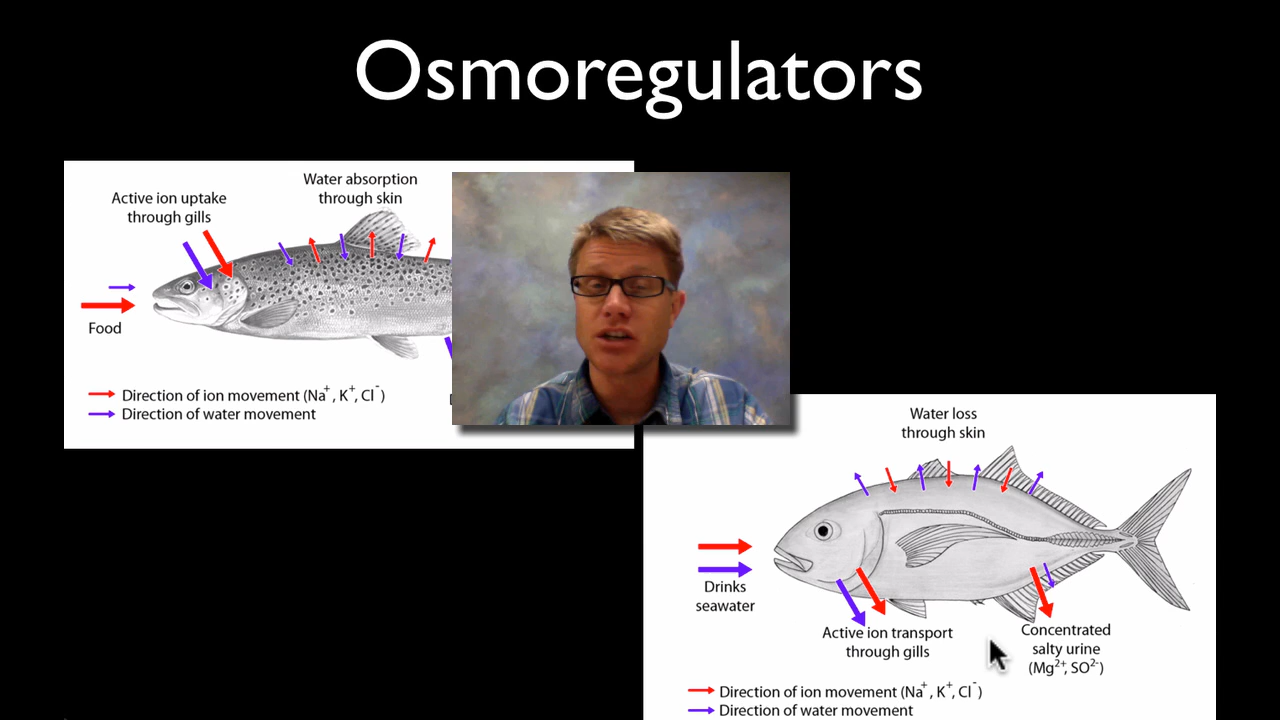 Osmoregulators
Active ion uptake
through gills
Water absorption
through skin
Food
Direction of ion movement (Na⁺, K⁺, Cl⁻)
Direction of water movement
Water loss
through skin
Drinks
seawater
Active ion transport
through gills
Concentrated
salty urine
(Mg²⁺, SO²⁻)
Direction of ion movement (Na⁺, K⁺, Cl⁻)
Direction of water movement